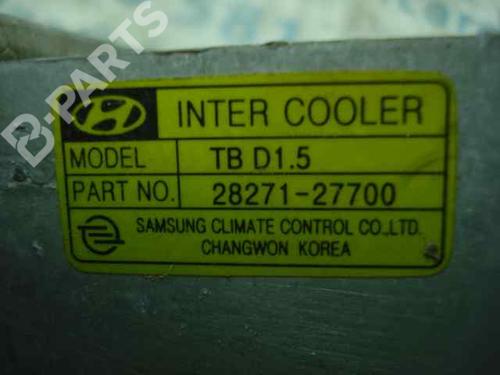 B-PARTS
INTER COOLER
MODEL TB D1.5
PART NO. 28271-27700
SAMSUNG CLIMATE CONTROL CO.,LTD.
CHANGWON KOREA